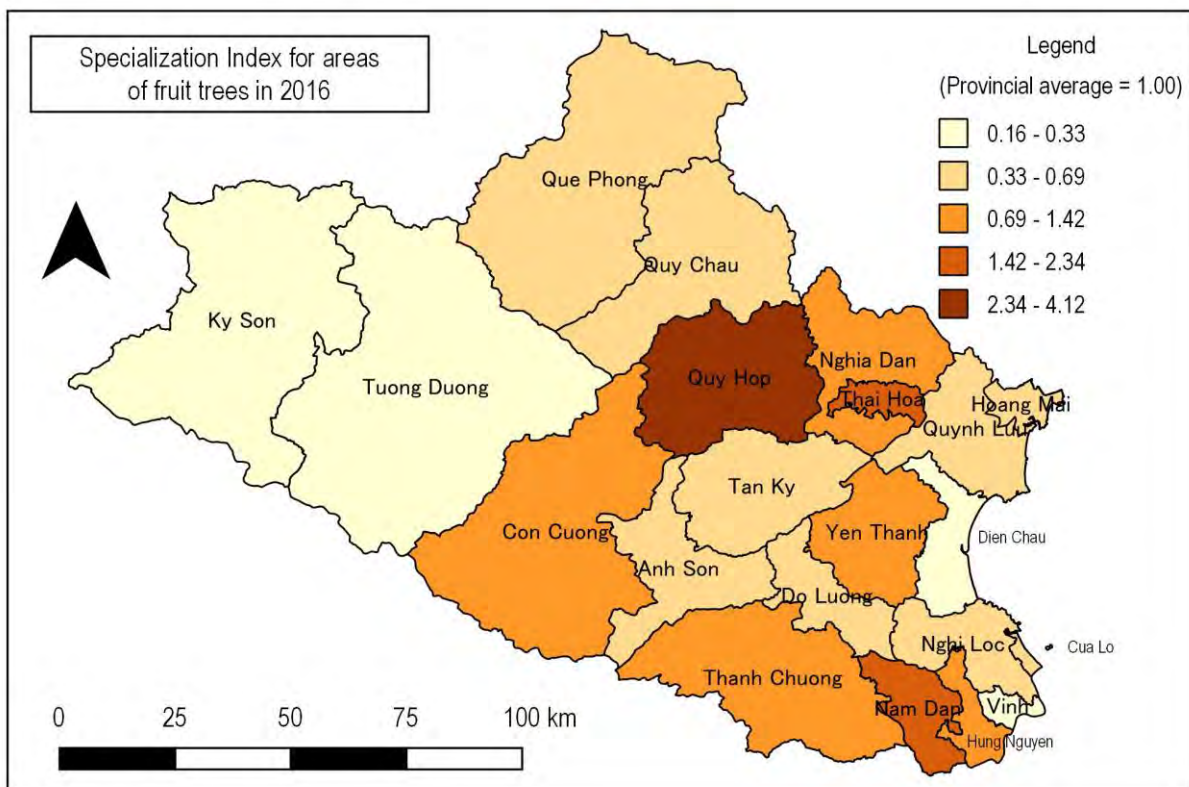 Specialization Index for areas
of fruit trees in 2016
Legend
(Provincial average = 1.00)
0.16 - 0.33
0.33 - 0.69
0.69 - 1.42
1.42 - 2.34
2.34 - 4.12
Que Phong
Quy Chau
Ky Son
Tuong Duong
Quy Hop
Nghia Dan
Thai Hoa
Hoang Mai
Quynh Luu
Tan Ky
Con Cuong
Yen Thanh
Dien Chau
Anh Son
Do Luong
Nghi Loc
Cua Lo
Thanh Chuong
Nam Dan
Vinh
Hung Nguyen
0 25 50 75 100 km